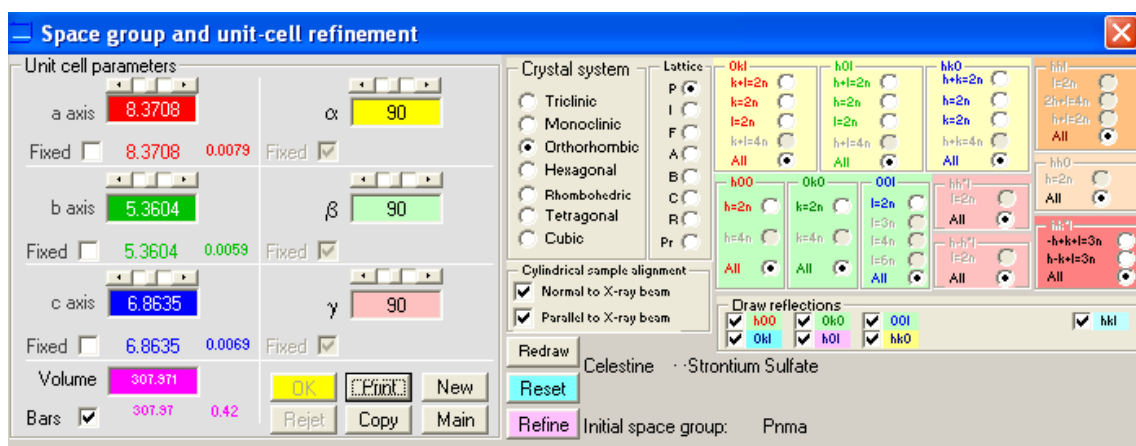 Space group and unit-cell refinement
Unit cell parameters
a axis 8.3708 α 90
Fixed 8.3708 0.0079 Fixed
b axis 5.3604 β 90
Fixed 5.3604 0.0059 Fixed
c axis 6.8635 γ 90
Fixed 6.8635 0.0069 Fixed
Volume 307.971
Bars 307.97 0.42
OK Print New
Rejet Copy Main
Crystal system
Triclinic
Monoclinic
Orthorhombic
Hexagonal
Rhombohedric
Tetragonal
Cubic
Lattice
P
I
F
A
B
C
R
Pr
Cylindrical sample alignment
Normal to X-ray beam
Parallel to X-ray beam
0kl
k+l=2n
k=2n
l=2n
k+l=4n
All
h0l
h+l=2n
h=2n
l=2n
h+l=4n
All
hk0
h+k=2n
h=2n
k=2n
h+k=4n
All
hhl
l=2n
2h+l=4n
h+l=2n
All
h00
h=2n
h=4n
All
0k0
k=2n
k=4n
All
00l
l=2n
l=3n
l=4n
l=6n
All
l=2n
All
l=2n
All
hh0
h=2n
All
-h+k+l=3n
h-k+l=3n
All
Draw reflections
h00 0k0 00l hkl
0kl h0l hk0
Redraw
Reset
Refine
Celestine Strontium Sulfate
Initial space group: Pnma